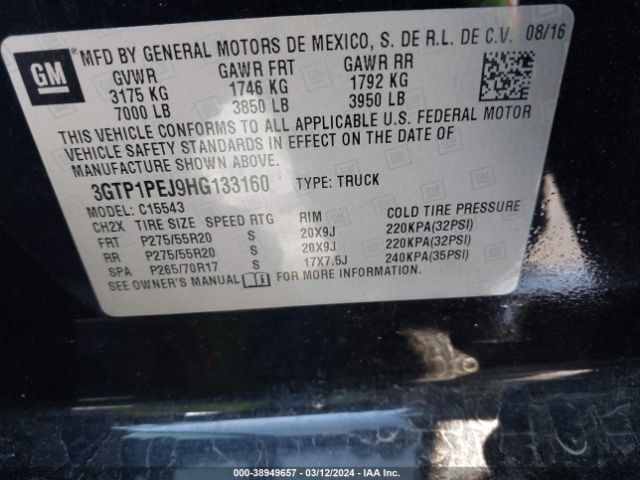 GM
MFD BY GENERAL MOTORS DE MEXICO, S. DE R.L. DE C.V. 08/16
GVWR GAWR FRT GAWR RR
3175 KG 1746 KG 1792 KG
7000 LB 3850 LB 3950 LB
THIS VEHICLE CONFORMS TO ALL APPLICABLE U.S. FEDERAL MOTOR
VEHICLE SAFETY STANDARDS IN EFFECT ON THE DATE OF
MANUFACTURE SHOWN ABOVE.
3GTP1PEJ9HG133160 TYPE: TRUCK
MODEL: C15543
CH2X TIRE SIZE SPEED RTG RIM COLD TIRE PRESSURE
FRT P275/55R20 S 20X9J 220KPA(32PSI)
RR P275/55R20 S 20X9J 220KPA(32PSI)
SPA P265/70R17 S 17X7.5J 240KPA(35PSI)
SEE OWNER'S MANUAL FOR MORE INFORMATION.
000-38949657 - 03/12/2024 - IAA Inc.